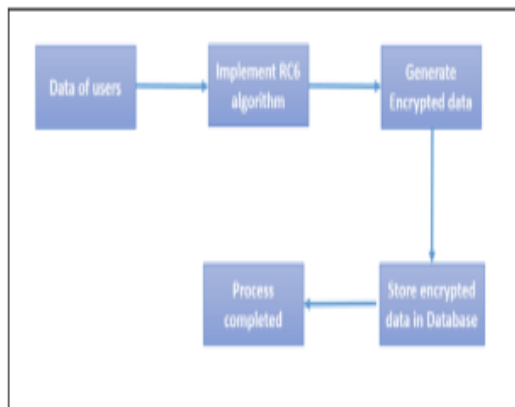 Data of users
Implement RC6
algorithm
Generate
Encrypted data
Store encrypted
data in Database
Process
completed